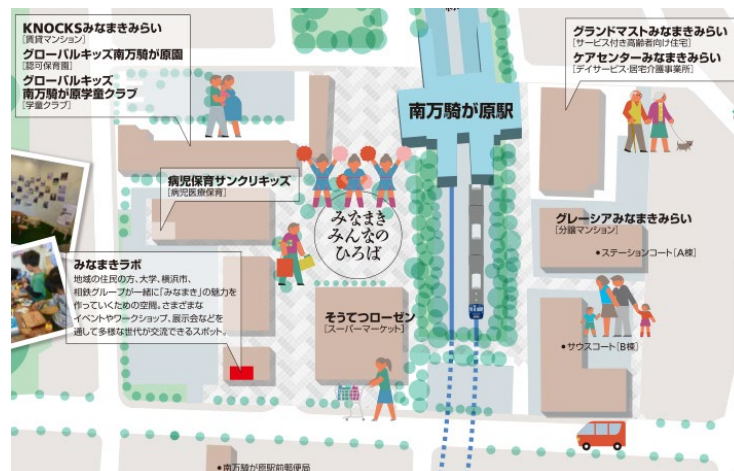 KNOCKSみなまきみらい
[賃貸マンション]
グローバルキッズ南万騎が原園
[認可保育園]
グローバルキッズ
南万騎が原学童クラブ
[学童クラブ]
病児保育サンクリキッズ
[病児医療保育]
みなまきラボ
地域の住民の方、大学、横浜市、
相鉄グループが一緒に「みなまき」の魅力を
作っていくための空間。さまざまな
イベントやワークショップ、展示会などを
通して多様な世代が交流できるスポット。
みなまき
みんなの
ひろば
そうてつローゼン
[スーパーマーケット]
南万騎が原駅
グランドマストみなまきみらい
[サービス付き高齢者向け住宅]
ケアセンターみなまきみらい
[デイサービス・居宅介護事業所]
グレーシアみなまきみらい
[分譲マンション]
•ステーションコート[A棟]
•サウスコート[B棟]
•南万騎が原駅前郵便局